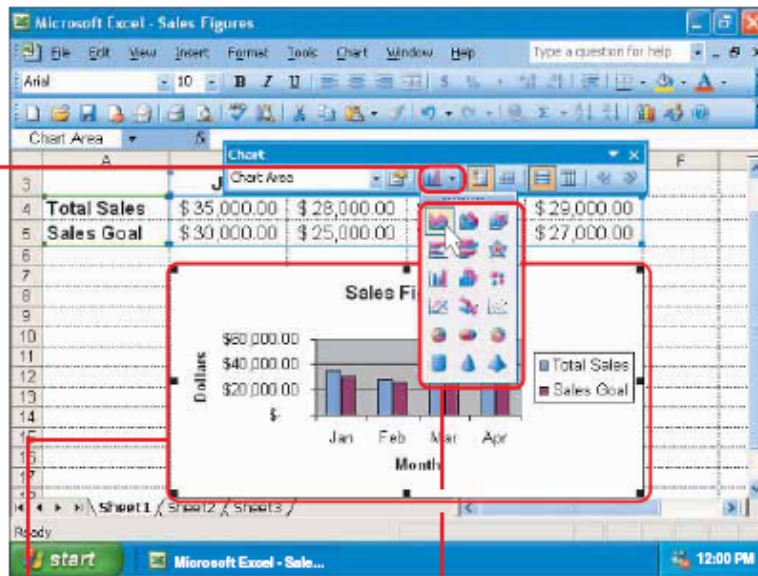 Microsoft Excel - Sales Figures
File Edit View Insert Format Tools Chart Window Help Type a question for help
Arial 10 B I U $ %
Chart Area fx
Chart
Chart Area
A F
3 J
4 Total Sales $35,000.00 $28,000.00 $29,000.00
5 Sales Goal $30,000.00 $25,000.00 $27,000.00
6
7
8
9
10
11
12
13
14
15
16
17
Sales Fi
$60,000.00
$40,000.00
$20,000.00
$-
Dollars
Jan Feb Mar Apr
Month
Total Sales
Sales Goal
Sheet1 Sheet2 Sheet3
Ready
start Microsoft Excel - Sale... 12:00 PM